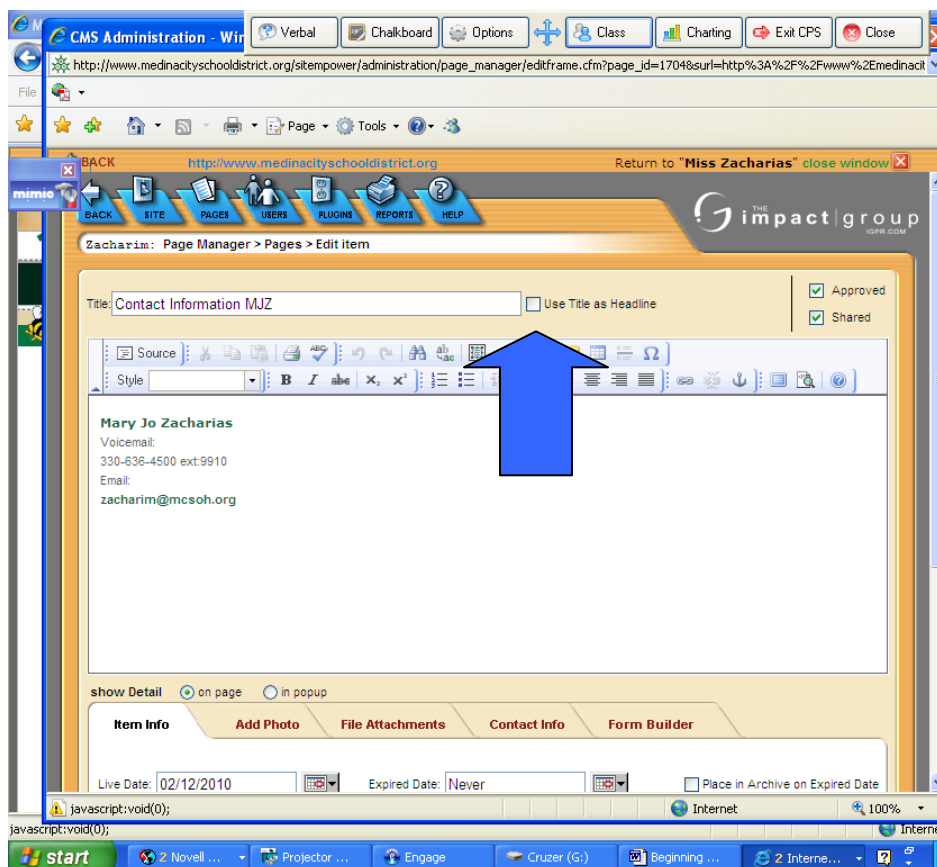 CMS Administration - Wir
Verbal Chalkboard Options Class Charting Exit CPS Close
http://www.medinacityschooldistrict.org/sitempower/administration/page_manager/editframe.cfm?page_id=1704&surl=http%3A%2F%2Fwww%2Emedinacit
File
Page Tools
BACK http://www.medinacityschooldistrict.org Return to "Miss Zacharias" close window
mimio
BACK SITE PAGES USERS PLUGINS REPORTS HELP
THE
impact|group
IGPR.COM
Zacharim: Page Manager > Pages > Edit item
Title: Contact Information MJZ Use Title as Headline
Approved
Shared
Source
Style
Mary Jo Zacharias
Voicemail:
330-636-4500 ext:9910
Email:
zacharim@mcsoh.org
show Detail on page in popup
Item Info Add Photo File Attachments Contact Info Form Builder
Live Date: 02/12/2010 Expired Date: Never Place in Archive on Expired Date
javascript:void(0); Internet 100%
javascript:void(0); Interne
start 2 Novell ... Projector ... Engage Cruzer (G:) Beginning ... 2 Interne...